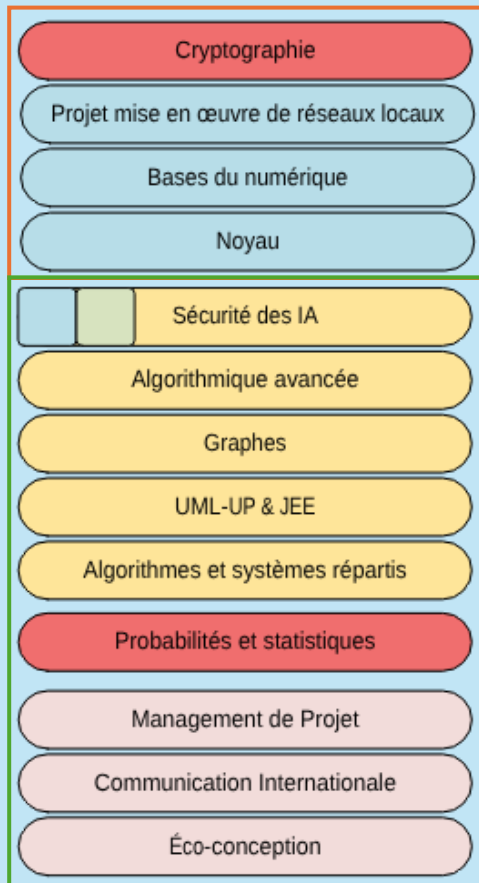 Cryptographie
Projet mise en œuvre de réseaux locaux
Bases du numérique
Noyau
Sécurité des IA
Algorithmique avancée
Graphes
UML-UP & JEE
Algorithmes et systèmes répartis
Probabilités et statistiques
Management de Projet
Communication Internationale
Éco-conception